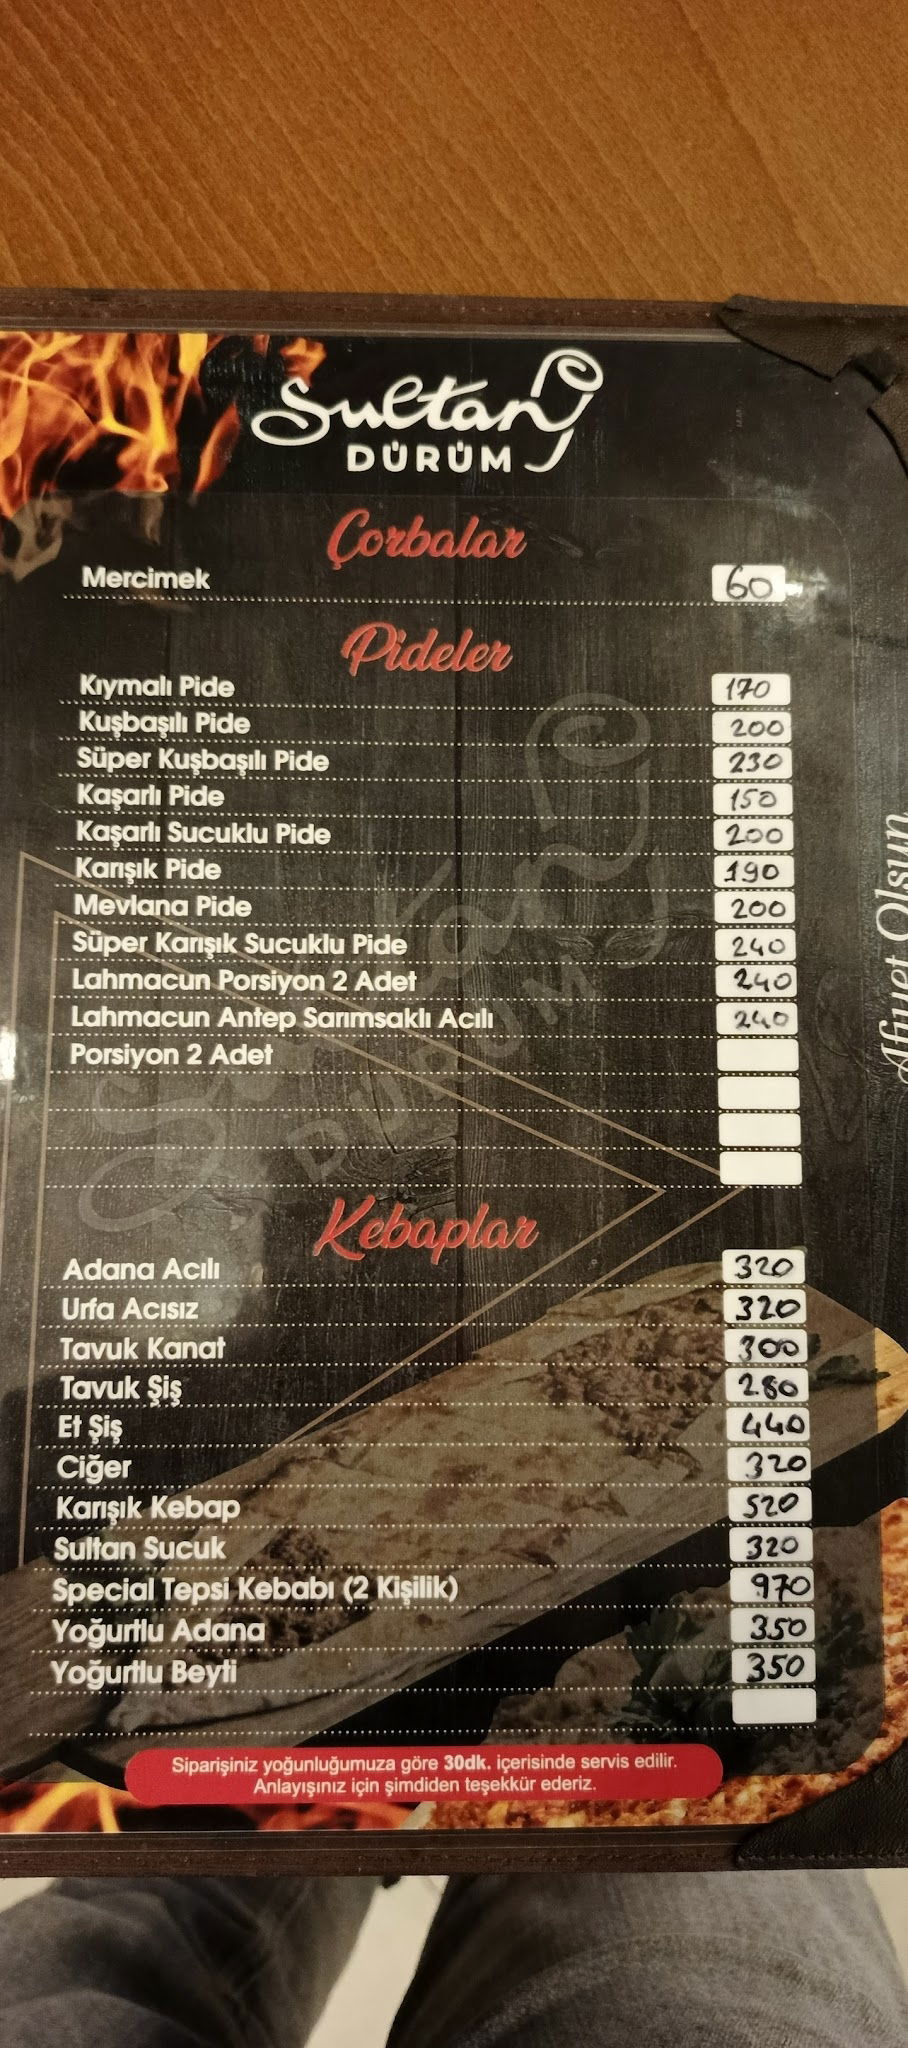 Sultan
DÜRÜM
Çorbalar
Mercimek 60
Pideler
Kıymalı Pide 170
Kuşbaşılı Pide 200
Süper Kuşbaşılı Pide 230
Kaşarlı Pide 150
Kaşarlı Sucuklu Pide 200
Karışık Pide 190
Mevlana Pide 200
Süper Karışık Sucuklu Pide 240
Lahmacun Porsiyon 2 Adet 240
Lahmacun Antep Sarımsaklı Acılı 240
Porsiyon 2 Adet
Sultan
DÜRÜM
Afiyet Olsun
Kebaplar
Adana Acılı 320
Urfa Acısız 320
Tavuk Kanat 300
Tavuk Şiş 280
Et Şiş 440
Ciğer 320
Karışık Kebap 520
Sultan Sucuk 320
Special Tepsi Kebabı (2 Kişilik) 970
Yoğurtlu Adana 350
Yoğurtlu Beyti 350
Siparişiniz yoğunluğumuza göre 30dk. içerisinde servis edilir.
Anlayışınız için şimdiden teşekkür ederiz.